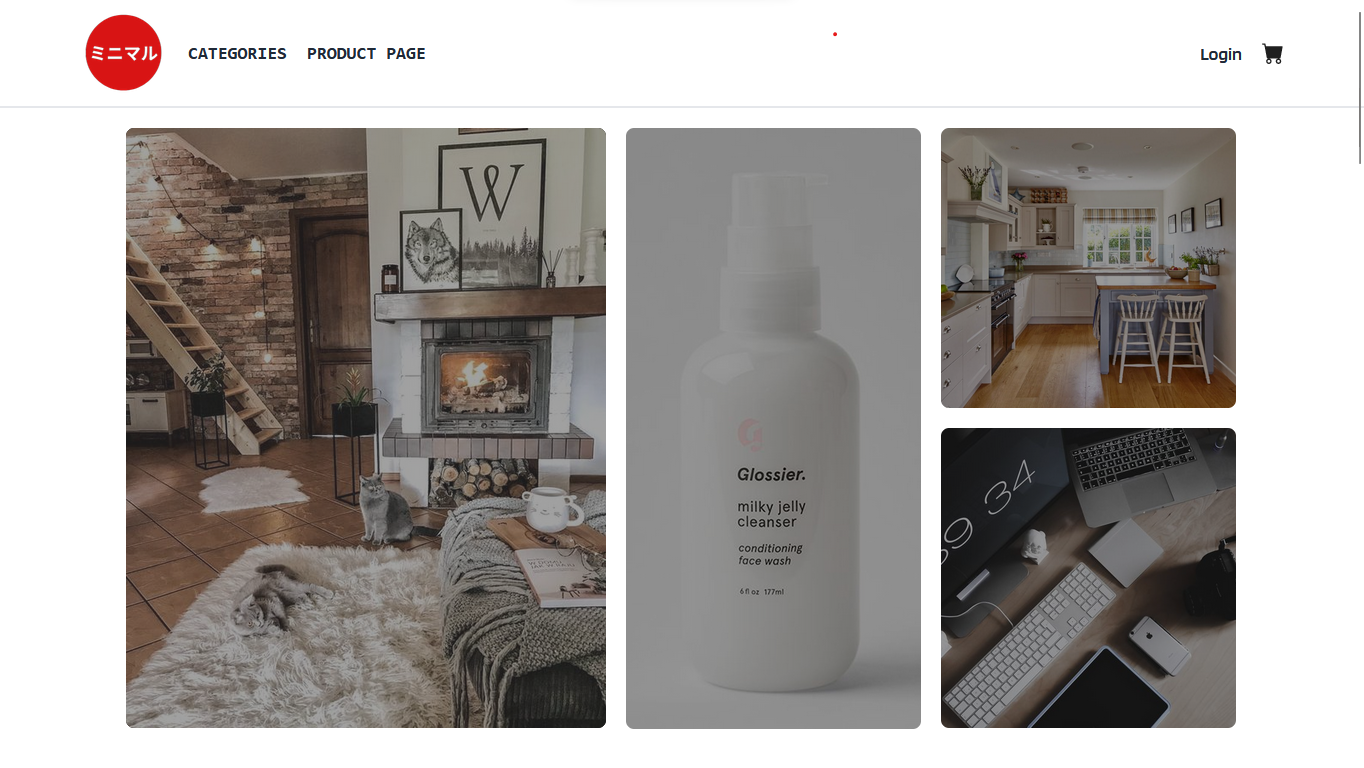 ミニマル
CATEGORIES
PRODUCT PAGE
Login
W
Glossier.
milky jelly
cleanser
conditioning
face wash
6 fl oz 177ml
39 34